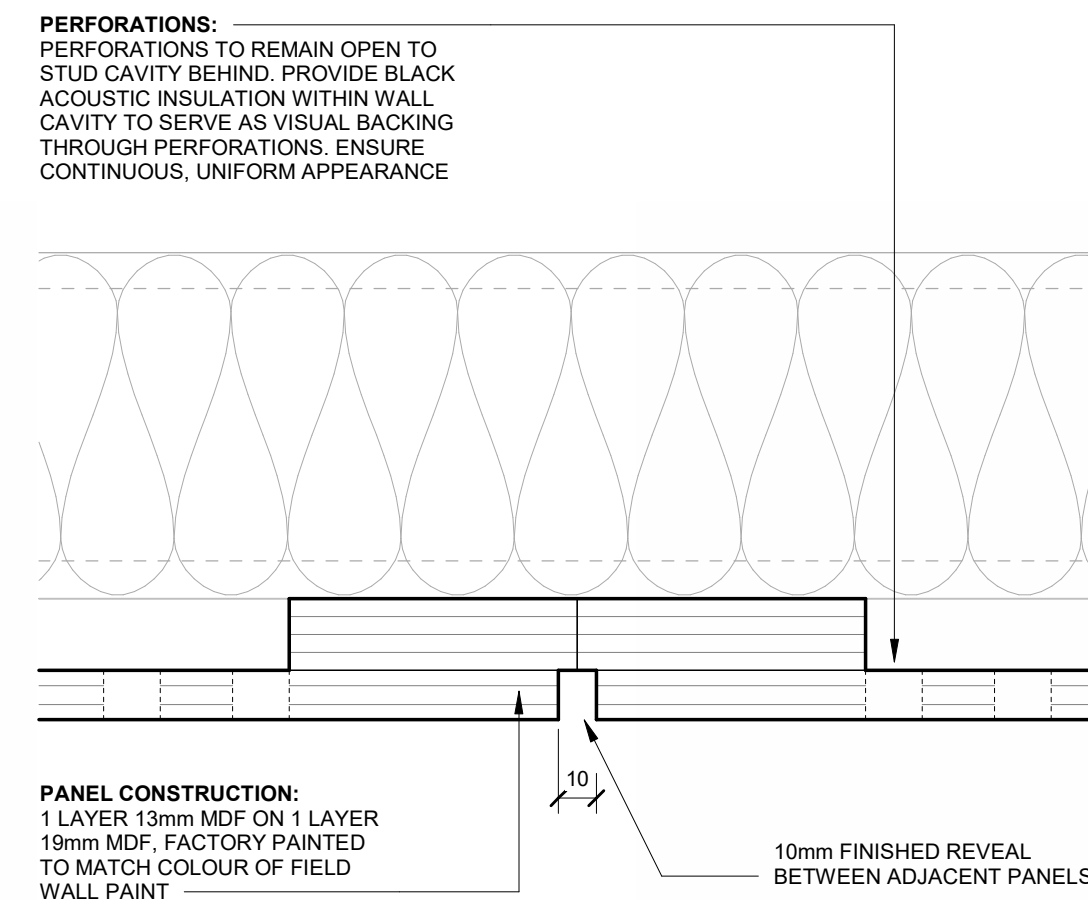 PERFORATIONS:
PERFORATIONS TO REMAIN OPEN TO
STUD CAVITY BEHIND. PROVIDE BLACK
ACOUSTIC INSULATION WITHIN WALL
CAVITY TO SERVE AS VISUAL BACKING
THROUGH PERFORATIONS. ENSURE
CONTINUOUS, UNIFORM APPEARANCE
10
PANEL CONSTRUCTION:
1 LAYER 13mm MDF ON 1 LAYER
19mm MDF, FACTORY PAINTED
TO MATCH COLOUR OF FIELD
WALL PAINT
10mm FINISHED REVEAL
BETWEEN ADJACENT PANELS